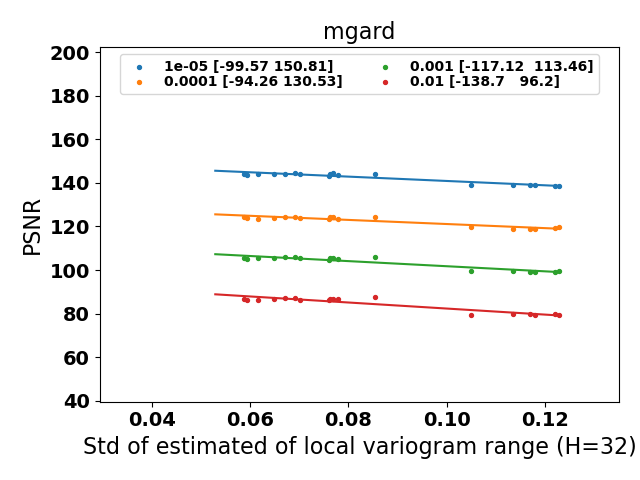 mgard
1e-05 [-99.57 150.81]
0.0001 [-94.26 130.53]
0.001 [-117.12  113.46]
0.01 [-138.7   96.2]
PSNR
200
180
160
140
120
100
80
60
40
0.04 0.06 0.08 0.10 0.12
Std of estimated of local variogram range (H=32)